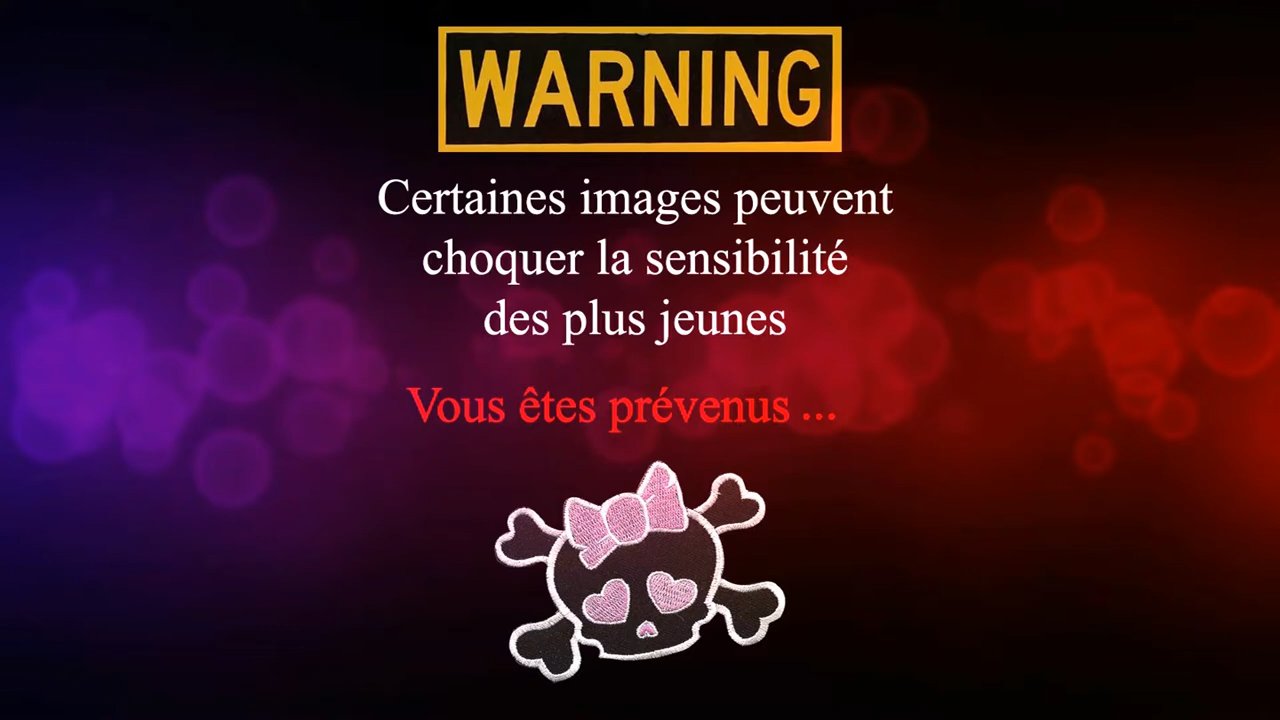 WARNING
Certaines images peuvent
choquer la sensibilité
des plus jeunes
Vous êtes prévenus ...